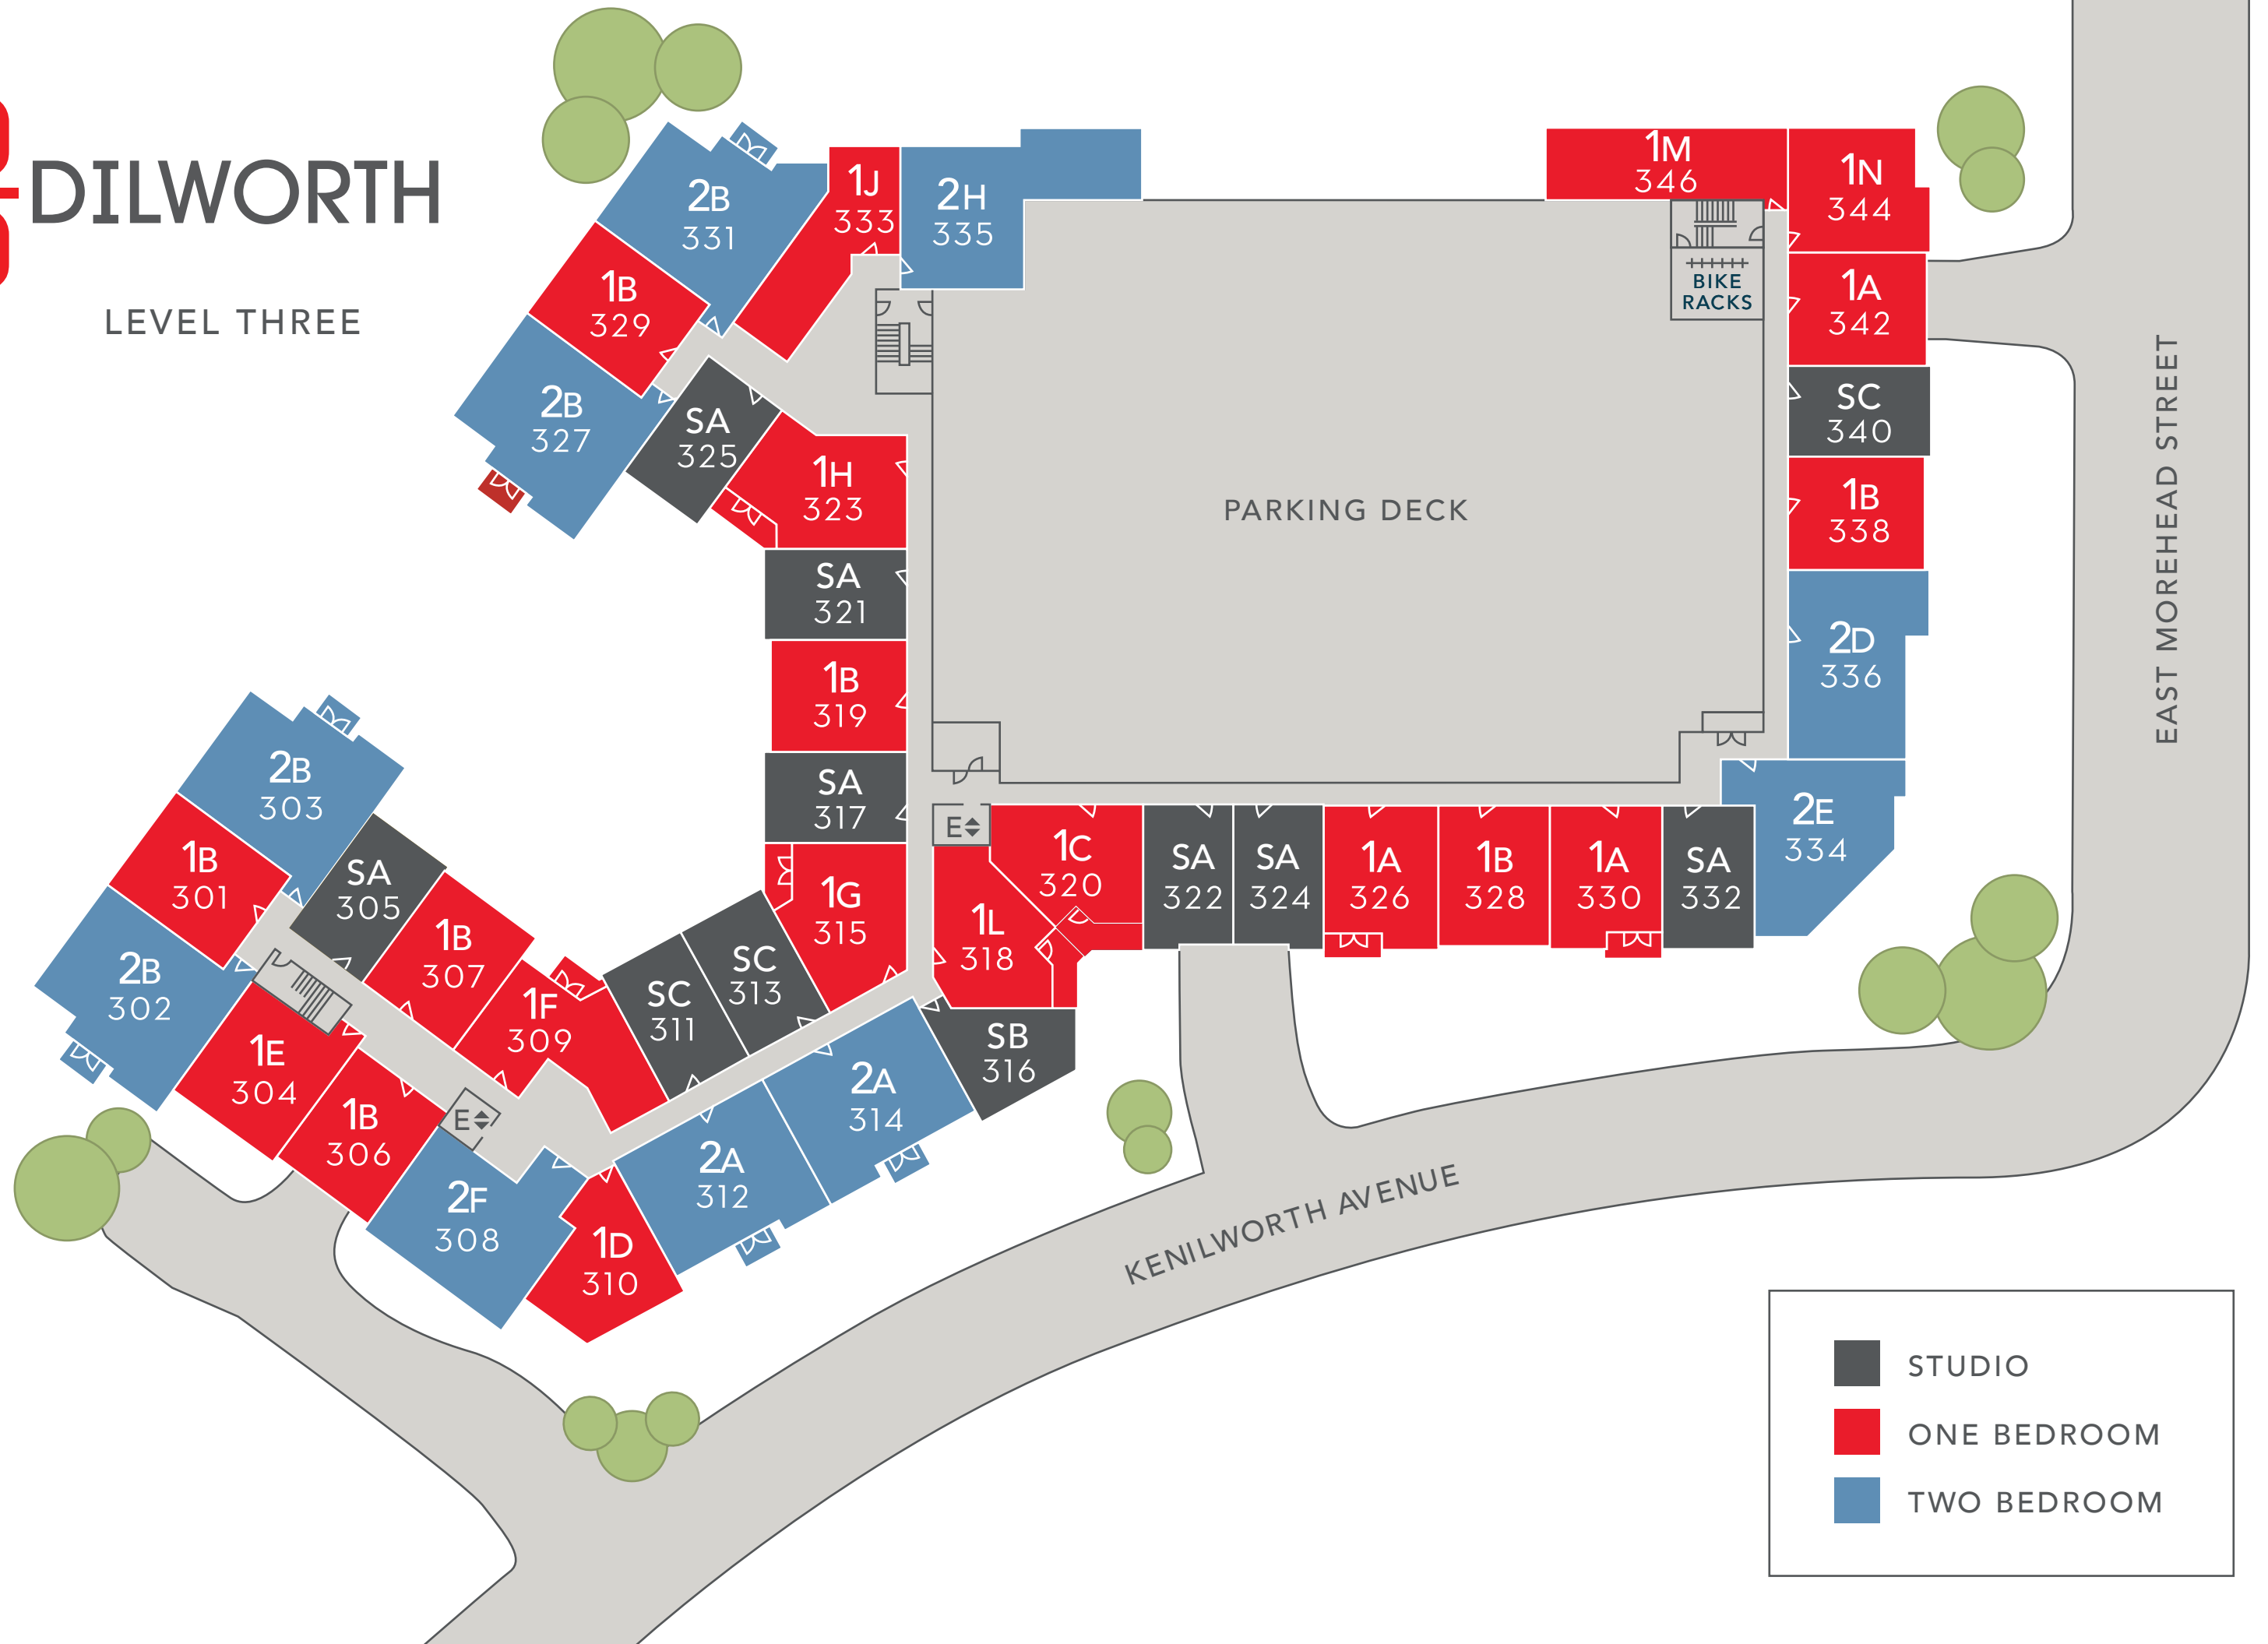 DILWORTH
LEVEL THREE
2B
331
1J
333
2H
335
1B
329
2B
327
SA
325
1H
323
SA
321
1B
319
SA
317
1G
315
1M
346
1N
344
BIKE
RACKS
1A
342
SC
340
1B
338
2D
336
2E
334
PARKING DECK
EAST MOREHEAD STREET
E
1C
320
SA
322
SA
324
1A
326
1B
328
1A
330
SA
332
1L
318
SB
316
2B
303
1B
301
2B
302
SA
305
1B
307
1F
309
SC
311
SC
313
1E
304
1B
306
E
2F
308
1D
310
2A
312
2A
314
KENILWORTH AVENUE
STUDIO
ONE BEDROOM
TWO BEDROOM